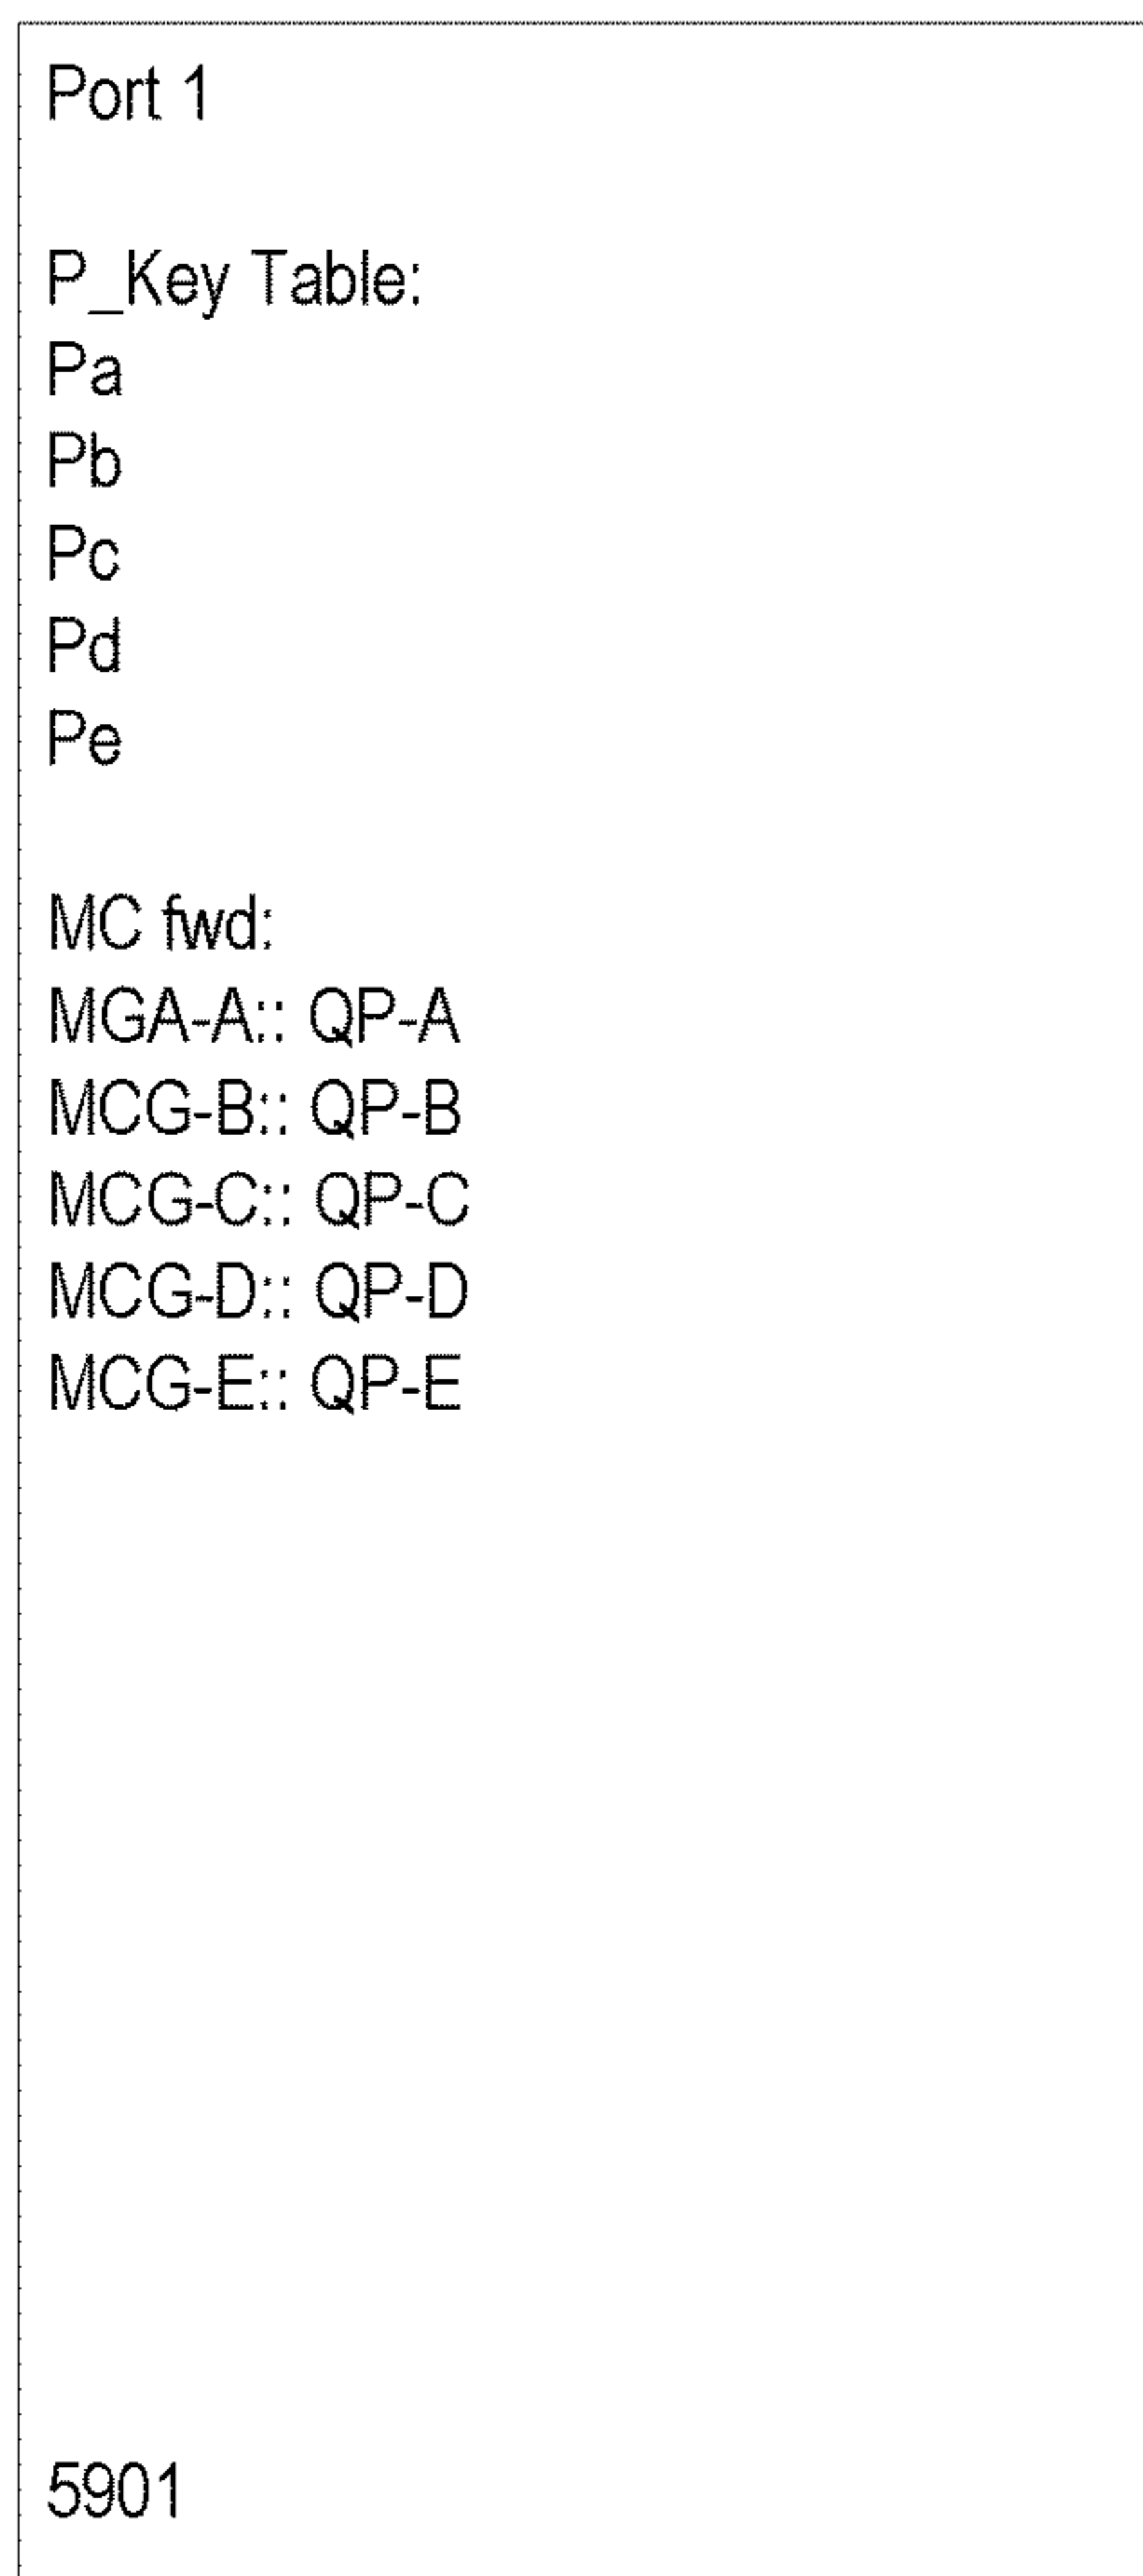 Port 1
P_Key Table:
Pa
Pb
Pc
Pd
Pe
MC fwd:
MGA-A:: QP-A
MCG-B:: QP-B
MCG-C:: QP-C
MCG-D:: QP-D
MCG-E:: QP-E
5901